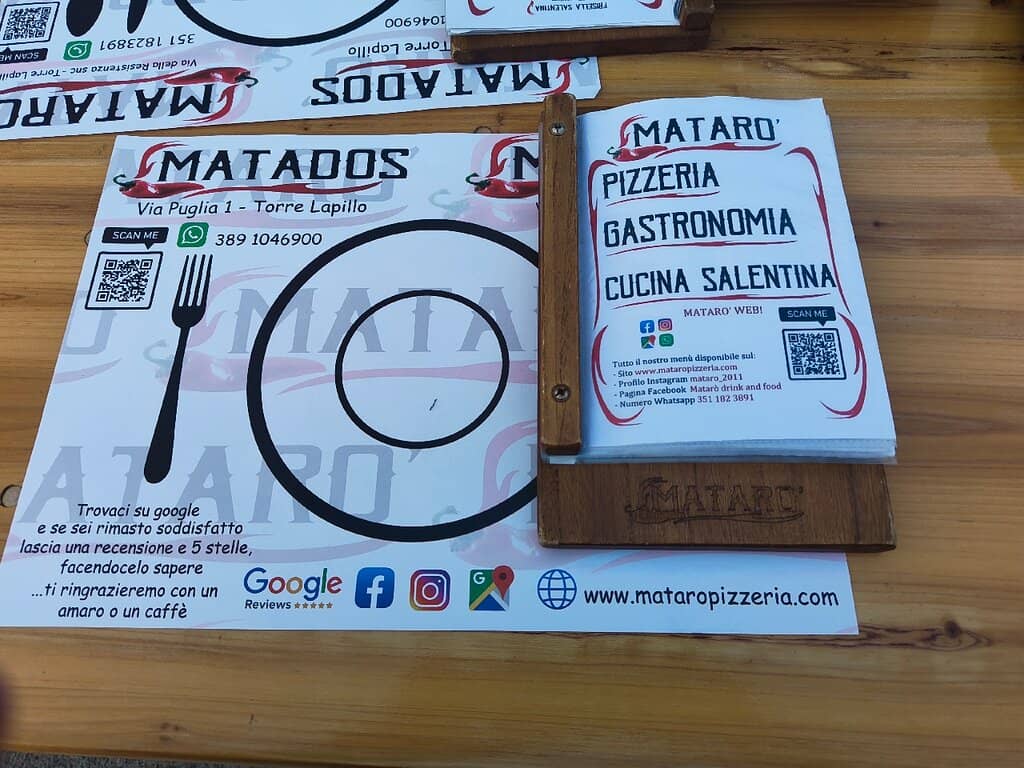 SCAN ME
351 1823891
1046900
Torre Lapillo
Via della Resistenza snc - Torre Lapillo
MATARO'
MATADOS
FRISELLA SALENTINA
MATADOS
Via Puglia 1 - Torre Lapillo
SCAN ME
389 1046900
MATARO'
Trovaci su google
e se sei rimasto soddisfatto
lascia una recensione e 5 stelle,
facendocelo sapere
...ti ringrazieremo con un
amaro o un caffè
Google
Reviews
www.mataropizzeria.com
MATARO'
PIZZERIA
GASTRONOMIA
CUCINA SALENTINA
MATARO' WEB!
SCAN ME
Tutto il nostro menù disponibile sul:
- Sito www.mataropizzeria.com
- Profilo Instagram mataro_2011
- Pagina Facebook Matarò drink and food
- Numero Whatsapp 351 182 3891
MATARO'